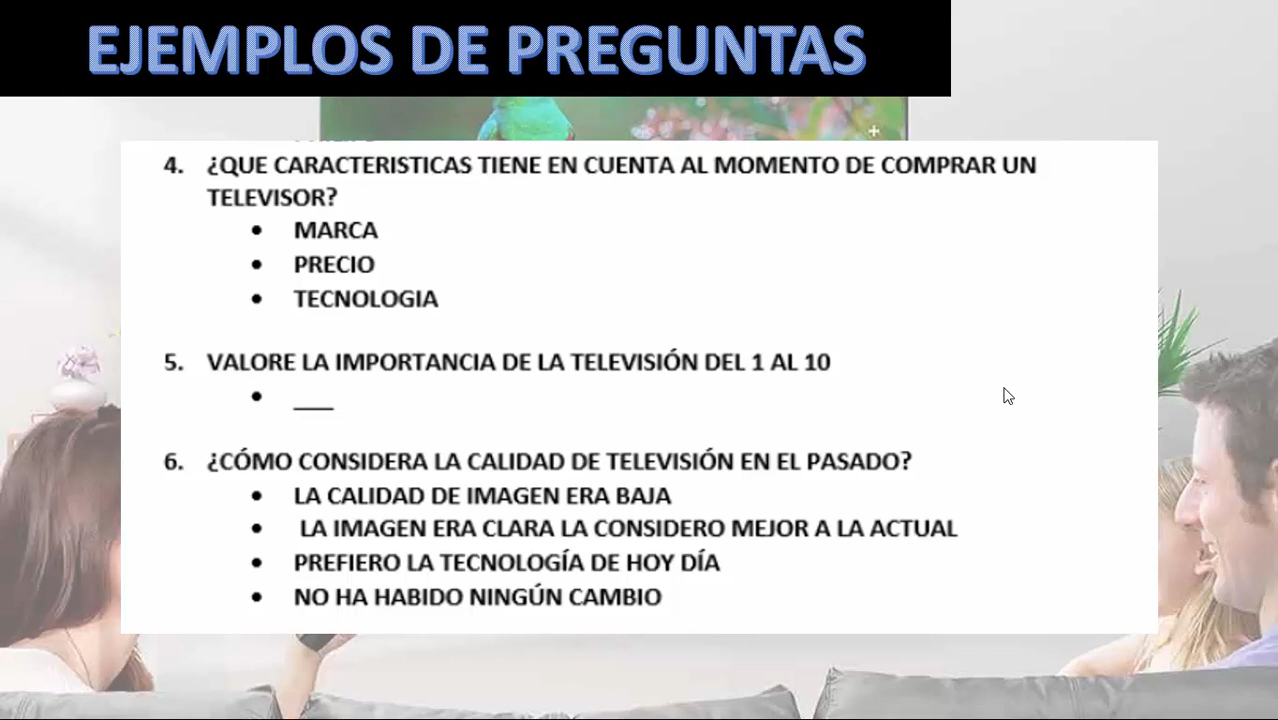 EJEMPLOS DE PREGUNTAS
4. ¿QUE CARACTERISTICAS TIENE EN CUENTA AL MOMENTO DE COMPRAR UN
TELEVISOR?
• MARCA
• PRECIO
• TECNOLOGIA
5. VALORE LA IMPORTANCIA DE LA TELEVISIÓN DEL 1 AL 10
• ___
6. ¿CÓMO CONSIDERA LA CALIDAD DE TELEVISIÓN EN EL PASADO?
• LA CALIDAD DE IMAGEN ERA BAJA
• LA IMAGEN ERA CLARA LA CONSIDERO MEJOR A LA ACTUAL
• PREFIERO LA TECNOLOGÍA DE HOY DÍA
• NO HA HABIDO NINGÚN CAMBIO